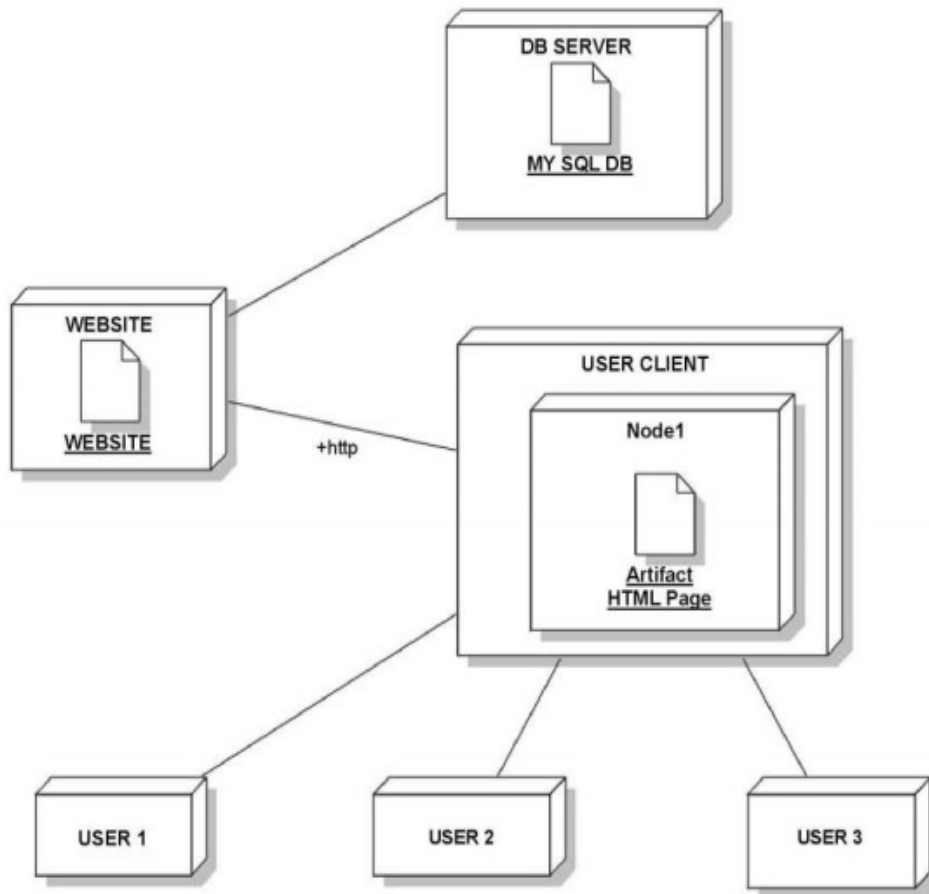 DB SERVER
MY SQL DB
WEBSITE
WEBSITE
+http
USER CLIENT
Node1
Artifact
HTML Page
USER 1
USER 2
USER 3